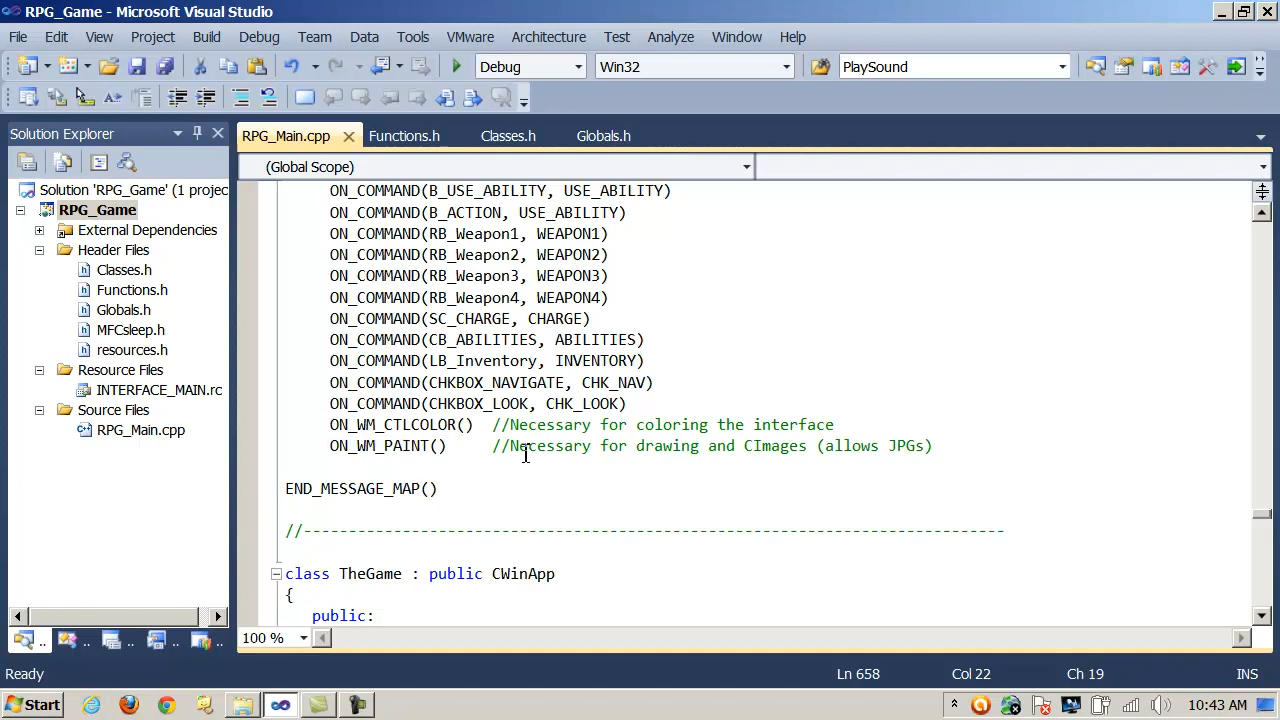 RPG_Game - Microsoft Visual Studio
File Edit View Project Build Debug Team Data Tools VMware Architecture Test Analyze Window Help
Debug Win32 PlaySound
Solution Explorer
RPG_Main.cpp Functions.h Classes.h Globals.h
(Global Scope)
Solution 'RPG_Game' (1 projec
RPG_Game
External Dependencies
Header Files
Classes.h
Functions.h
Globals.h
MFCsleep.h
resources.h
Resource Files
INTERFACE_MAIN.rc
Source Files
RPG_Main.cpp
ON_COMMAND(B_USE_ABILITY, USE_ABILITY)
ON_COMMAND(B_ACTION, USE_ABILITY)
ON_COMMAND(RB_Weapon1, WEAPON1)
ON_COMMAND(RB_Weapon2, WEAPON2)
ON_COMMAND(RB_Weapon3, WEAPON3)
ON_COMMAND(RB_Weapon4, WEAPON4)
ON_COMMAND(SC_CHARGE, CHARGE)
ON_COMMAND(CB_ABILITIES, ABILITIES)
ON_COMMAND(LB_Inventory, INVENTORY)
ON_COMMAND(CHKBOX_NAVIGATE, CHK_NAV)
ON_COMMAND(CHKBOX_LOOK, CHK_LOOK)
ON_WM_CTLCOLOR() //Necessary for coloring the interface
ON_WM_PAINT() //Necessary for drawing and CImages (allows JPGs)
END_MESSAGE_MAP()
//------------------------------------------------------------------------------
class TheGame : public CWinApp
{
public:
100 %
Ready Ln 658 Col 22 Ch 19 INS
Start 10:43 AM